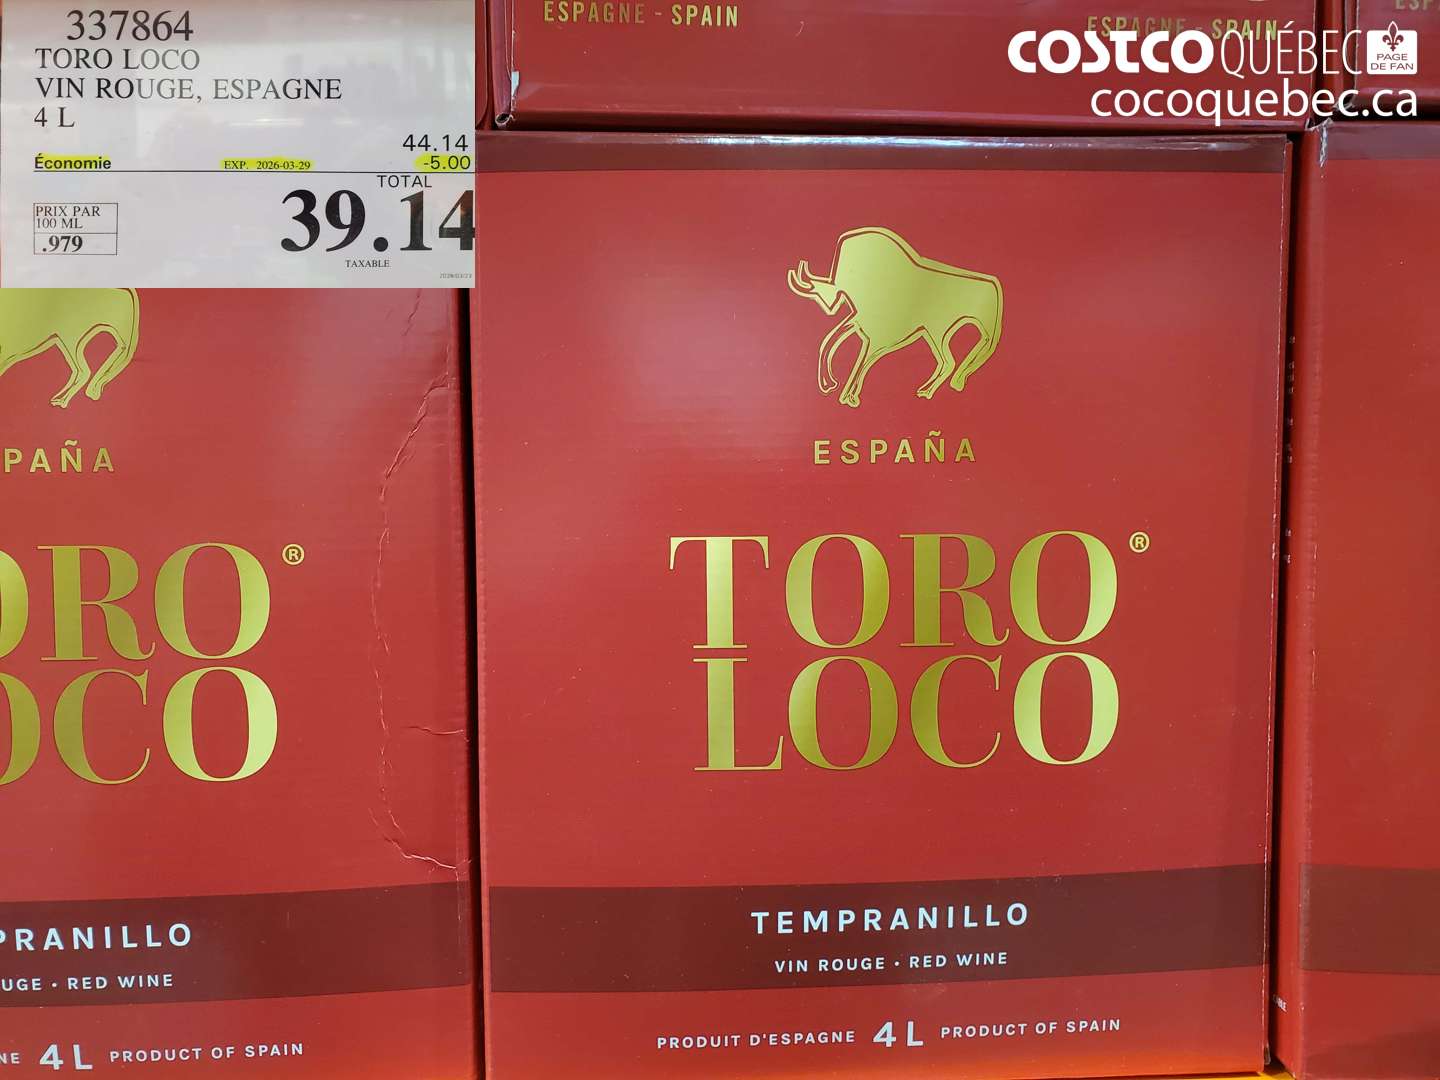 337864
TORO LOCO
VIN ROUGE, ESPAGNE
4 L
44.14
Économie EXP. 2026-03-29 -5.00
TOTAL
39.14
PRIX PAR
100 ML
.979
TAXABLE
ESPAGNE - SPAIN
ESPAGNE - SPAIN
ESP
COSTCO QUÉBEC
PAGE
DE FAN
cocoquebec.ca
PAÑA
ORO ®
OCO
PRANILLO
UGE • RED WINE
NE 4 L PRODUCT OF SPAIN
ESPAÑA
TORO ®
LOCO
TEMPRANILLO
VIN ROUGE • RED WINE
PRODUIT D'ESPAGNE 4 L PRODUCT OF SPAIN